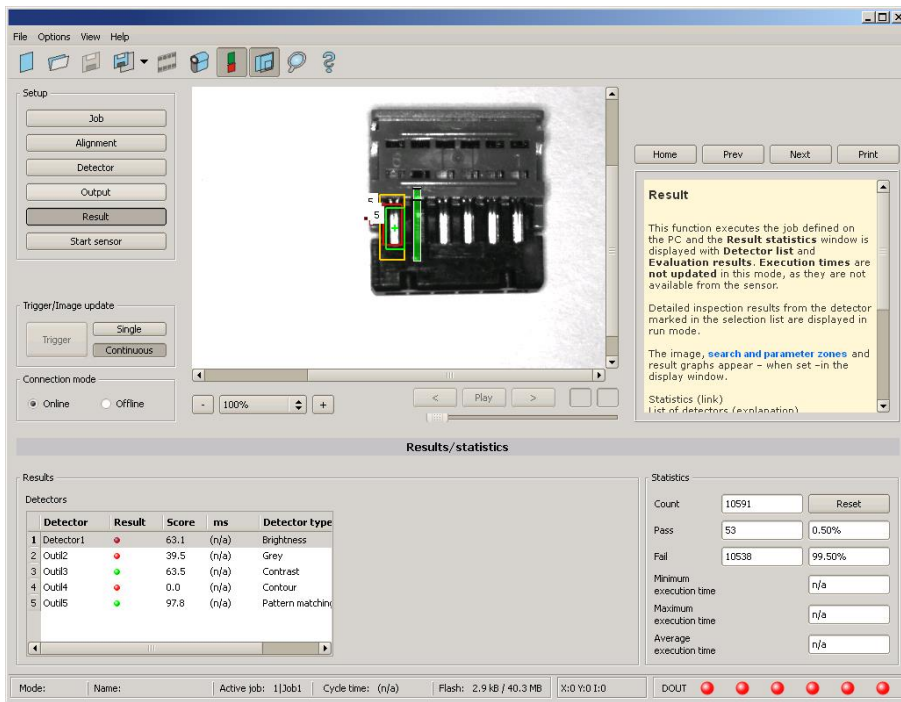 File Options View Help
Setup
Job
Alignment
Detector
Output
Result
Start sensor
Trigger/Image update
Trigger
Single
Continuous
Connection mode
Online
Offline
5
- 100% +
< Play >
Home Prev Next Print
Result
This function executes the job defined on
the PC and the Result statistics window is
displayed with Detector list and
Evaluation results. Execution times are
not updated in this mode, as they are not
available from the sensor.
Detailed inspection results from the detector
marked in the selection list are displayed in
run mode.
The image, search and parameter zones and
result graphs appear – when set –in the
display window.
Statistics (link)
List of detectors (explanation)
Results/statistics
Results
Detectors
Detector Result Score ms Detector type
1 Detector1 63.1 (n/a) Brightness
2 Outil2 39.5 (n/a) Grey
3 Outil3 63.5 (n/a) Contrast
4 Outil4 0.0 (n/a) Contour
5 Outil5 97.8 (n/a) Pattern matching
Statistics
Count 10591 Reset
Pass 53 0.50%
Fail 10538 99.50%
Minimum
execution time n/a
Maximum
execution time n/a
Average
execution time n/a
Mode: Name: Active job: 1|Job1 Cycle time: (n/a) Flash: 2.9 kB / 40.3 MB X:0 Y:0 I:0 DOUT